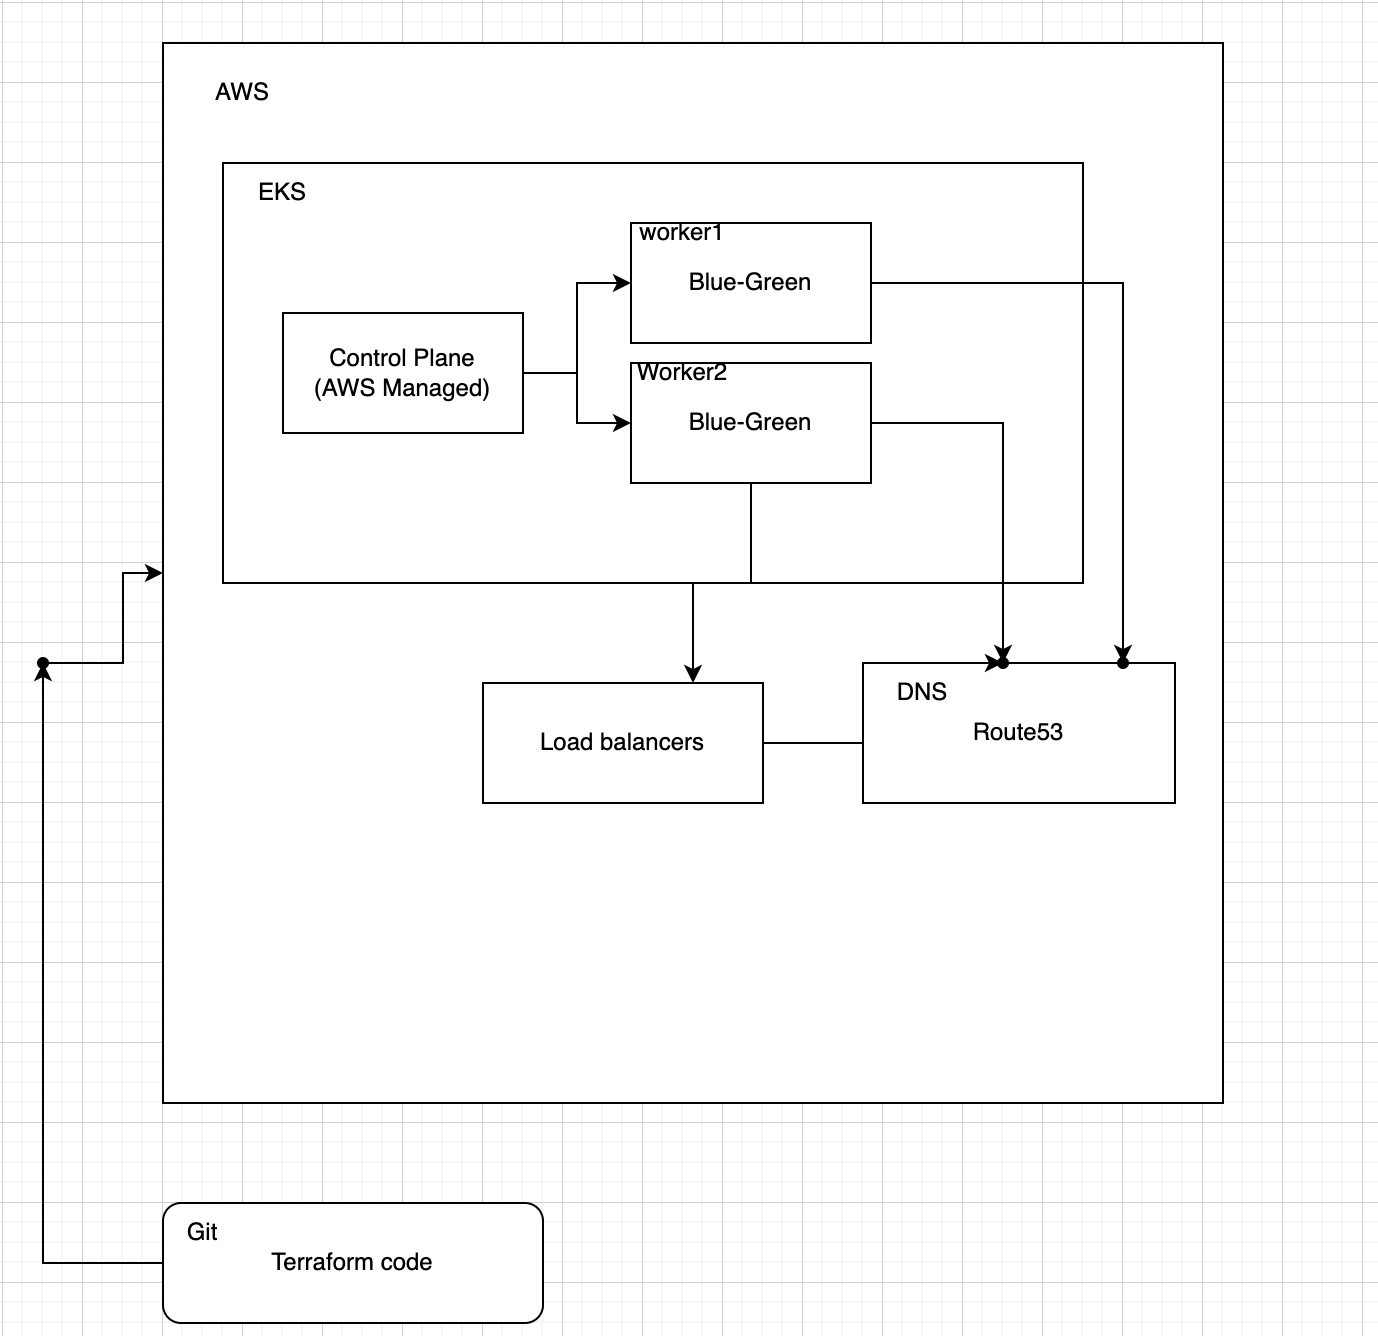 AWS
EKS
worker1
Blue-Green
Control Plane
(AWS Managed)
Worker2
Blue-Green
DNS
Route53
Load balancers
Git
Terraform code